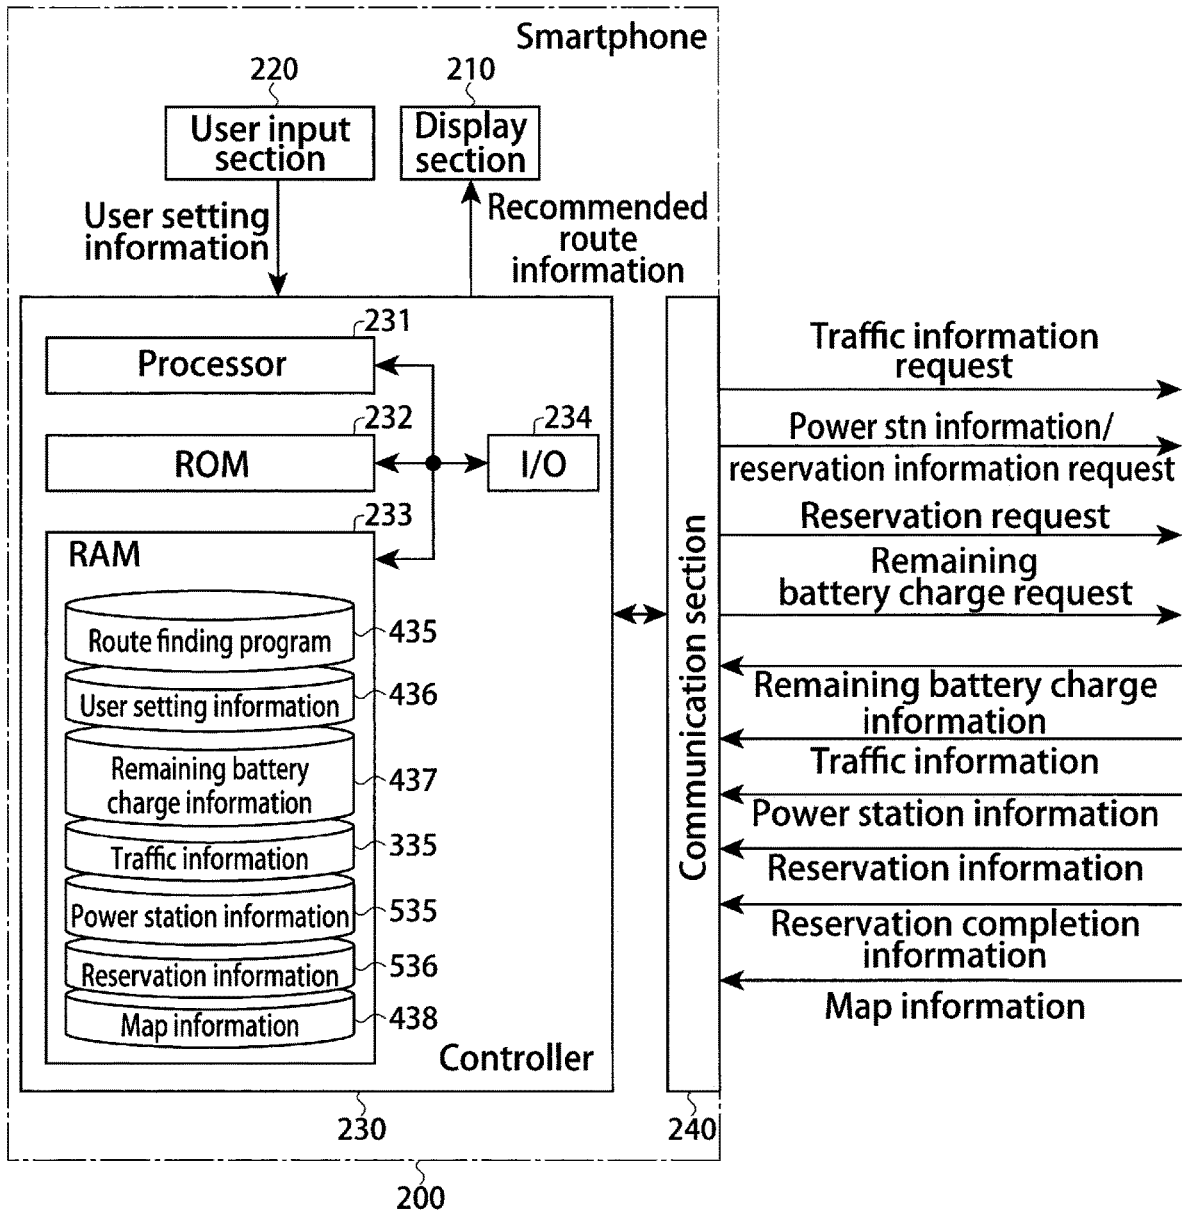 Smartphone
220
210
User input
section
Display
section
User setting
information
Recommended
route
information
231
Processor
232
ROM
234
I/O
233
RAM
Route finding program
435
User setting information
436
Remaining battery
charge information
437
Traffic information
335
Power station information
535
Reservation information
536
Map information
438
Controller
230
Communication section
240
200
Traffic information
request
Power stn information/
reservation information request
Reservation request
Remaining
battery charge request
Remaining battery charge
information
Traffic information
Power station information
Reservation information
Reservation completion
information
Map information